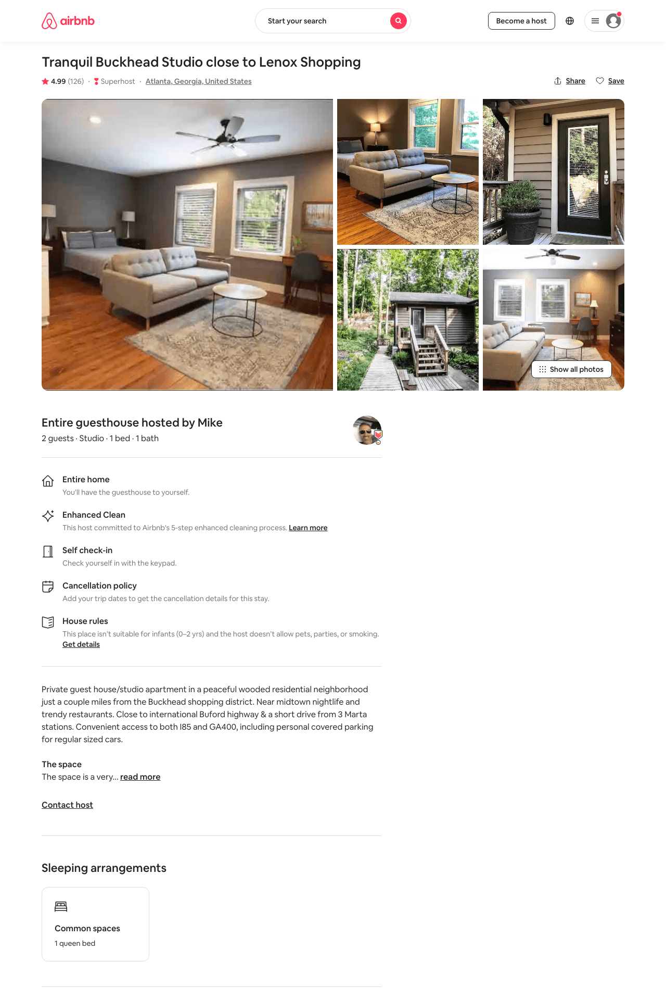 airbnb
Start your search
Become a host
Tranquil Buckhead Studio close to Lenox Shopping
4.99 (126) · Superhost · Atlanta, Georgia, United States
Share
Save
Show all photos
Entire guesthouse hosted by Mike
2 guests · Studio · 1 bed · 1 bath
Entire home
You’ll have the guesthouse to yourself.
Enhanced Clean
This host committed to Airbnb's 5-step enhanced cleaning process. Learn more
Self check-in
Check yourself in with the keypad.
Cancellation policy
Add your trip dates to get the cancellation details for this stay.
House rules
This place isn’t suitable for infants (0–2 yrs) and the host doesn’t allow pets, parties, or smoking.
Get details
Private guest house/studio apartment in a peaceful wooded residential neighborhood
just a couple miles from the Buckhead shopping district. Near midtown nightlife and
trendy restaurants. Close to international Buford highway & a short drive from 3 Marta
stations. Convenient access to both I85 and GA400, including personal covered parking
for regular sized cars.
The space
The space is a very... read more
Contact host
Sleeping arrangements
Common spaces
1 queen bed